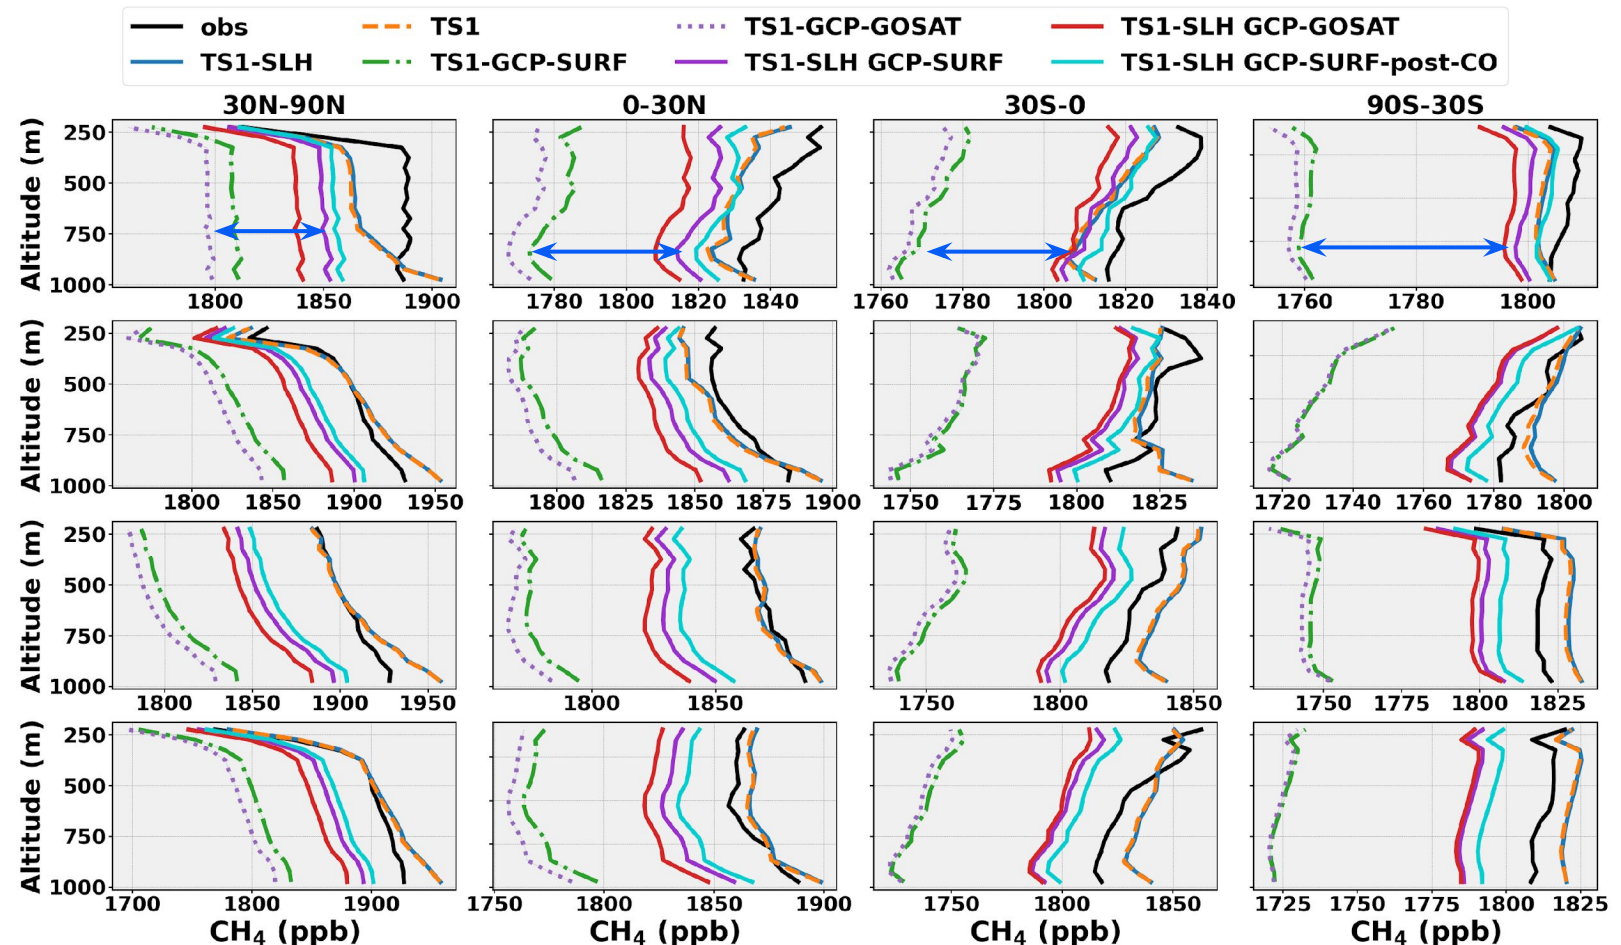 obs TS1 TS1-GCP-GOSAT TS1-SLH GCP-GOSAT
TS1-SLH TS1-GCP-SURF TS1-SLH GCP-SURF TS1-SLH GCP-SURF-post-CO
30N-90N 0-30N 30S-0 90S-30S
Altitude (m)
250
500
750
1000
1800 1850 1900 1780 1800 1820 1840 1760 1780 1800 1820 1840 1760 1780 1800
Altitude (m)
250
500
750
1000
1800 1850 1900 1950 1800 1825 1850 1875 1900 1750 1775 1800 1825 1720 1740 1760 1780 1800
Altitude (m)
250
500
750
1000
1800 1850 1900 1950 1800 1850 1750 1800 1850 1750 1775 1800 1825
Altitude (m)
250
500
750
1000
1700 1800 1900 1750 1800 1850 1900 1750 1800 1850 1725 1750 1775 1800 1825
CH4 (ppb) CH4 (ppb) CH4 (ppb) CH4 (ppb)